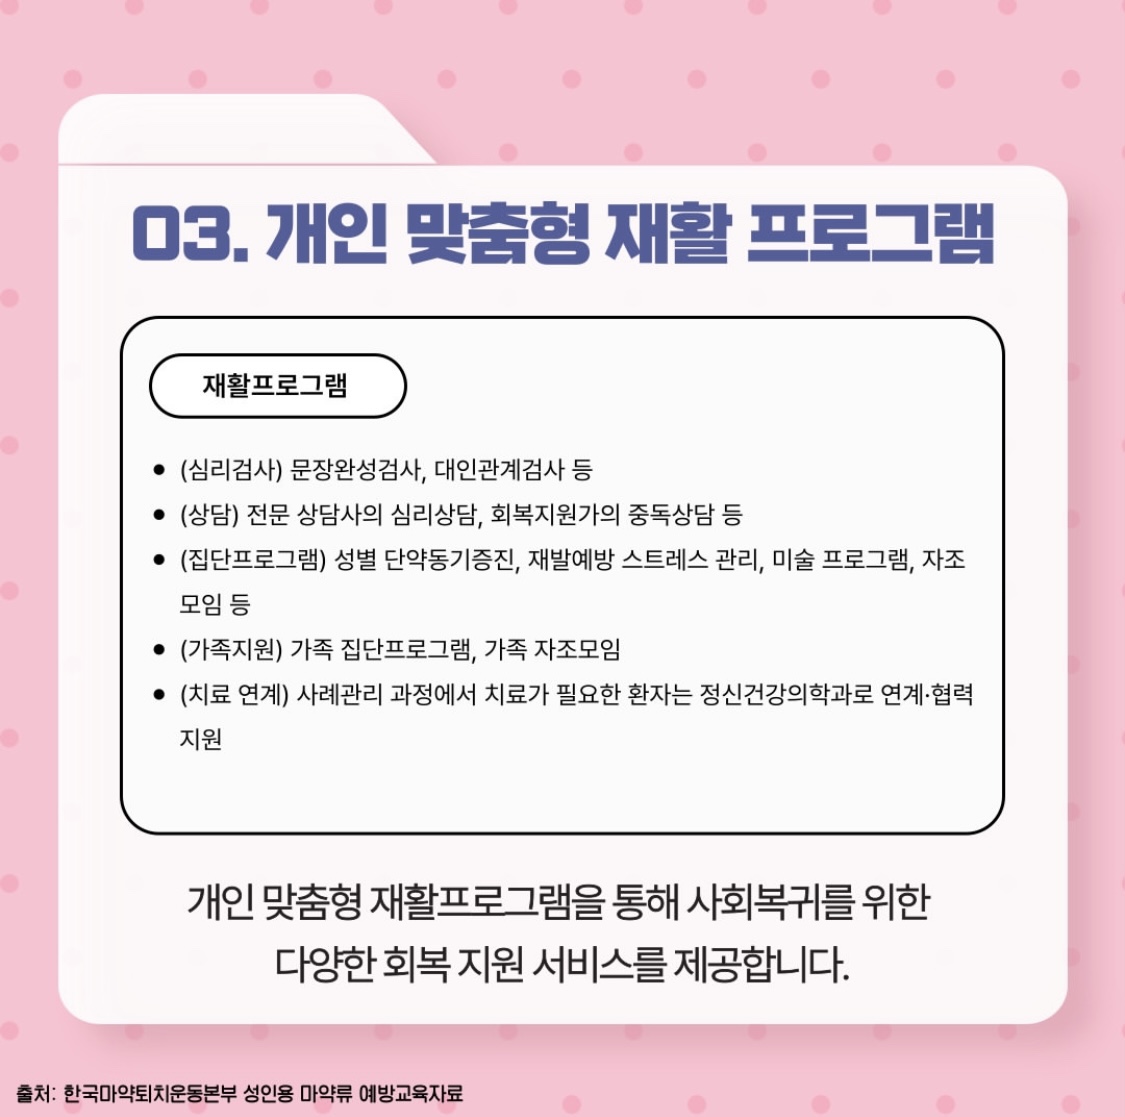 03. 개인 맞춤형 재활 프로그램
재활프로그램
● (심리검사) 문장완성검사, 대인관계검사 등
● (상담) 전문 상담사의 심리상담, 회복지원가의 중독상담 등
● (집단프로그램) 성별 단약동기증진, 재발예방 스트레스 관리, 미술 프로그램, 자조
모임 등
● (가족지원) 가족 집단프로그램, 가족 자조모임
● (치료 연계) 사례관리 과정에서 치료가 필요한 환자는 정신건강의학과로 연계·협력
지원
개인 맞춤형 재활프로그램을 통해 사회복귀를 위한
다양한 회복 지원 서비스를 제공합니다.
출처: 한국마약퇴치운동본부 성인용 마약류 예방교육자료